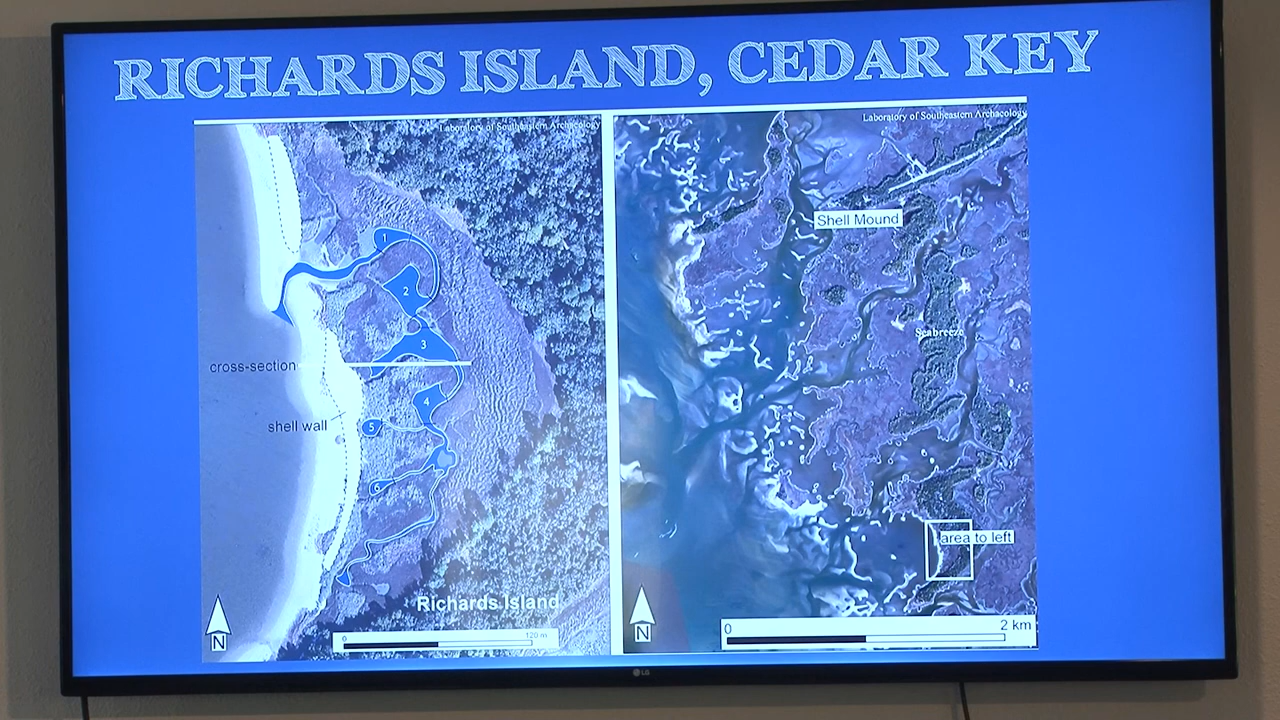 RICHARDS ISLAND, CEDAR KEY
Laboratory of Southeastern Archaeology
1
2
3
cross-section
4
shell wall
5
6
Richards Island
N
0 120 m
Laboratory of Southeastern Archaeology
Shell Mound
Seabreeze
area to left
N
0 2 km
LG